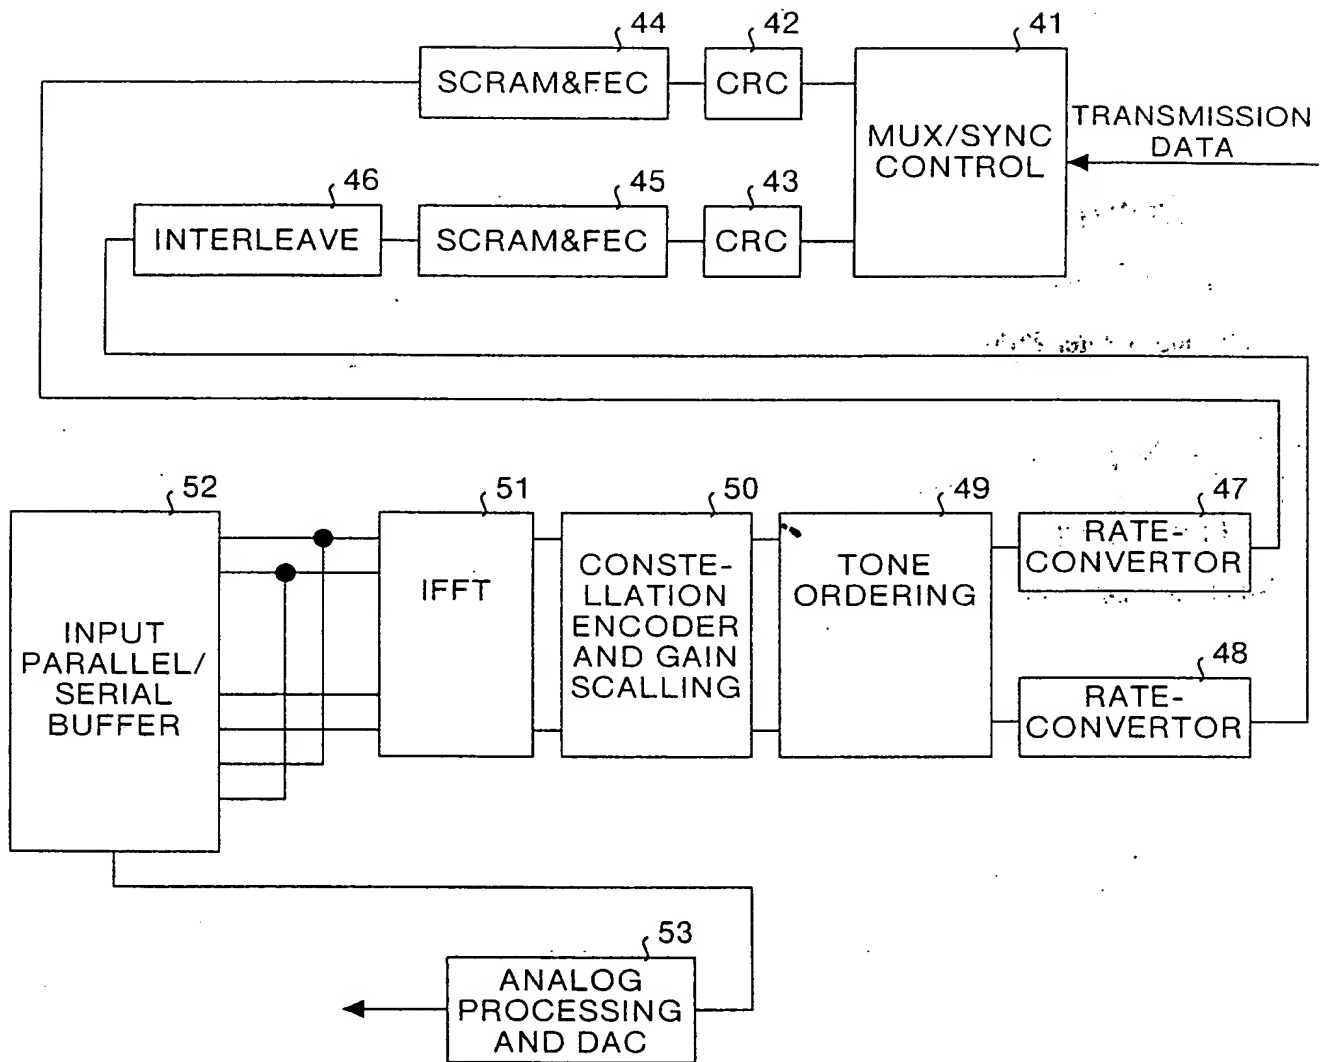 44
42
41
SCRAM&FEC
CRC
MUX/SYNC
CONTROL
TRANSMISSION
DATA
46
45
43
INTERLEAVE
SCRAM&FEC
CRC
52
51
50
49
47
INPUT
PARALLEL/
SERIAL
BUFFER
IFFT
CONSTE-
LLATION
ENCODER
AND GAIN
SCALLING
TONE
ORDERING
RATE-
CONVERTOR
48
RATE-
CONVERTOR
53
ANALOG
PROCESSING
AND DAC